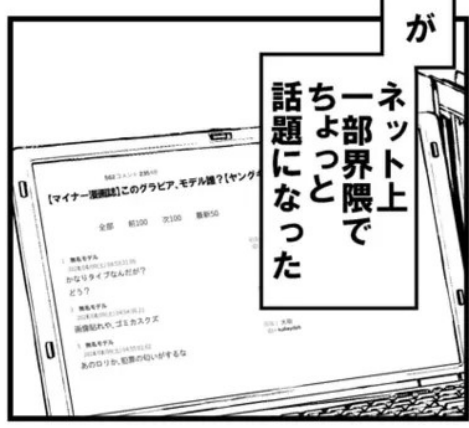 が
ネット上
一部界隈で
ちょっと
話題になった
【マイナー漫画誌】このグラビア、モデル誰?【ヤング
全部 前100 次100 最新50
1 無名モデル
かなりタイプなんだが?
どう?
2 無名モデル
画像貼れや、ゴミカスクズ
3 無名モデル
あのロリか、犯罪の匂いがするな